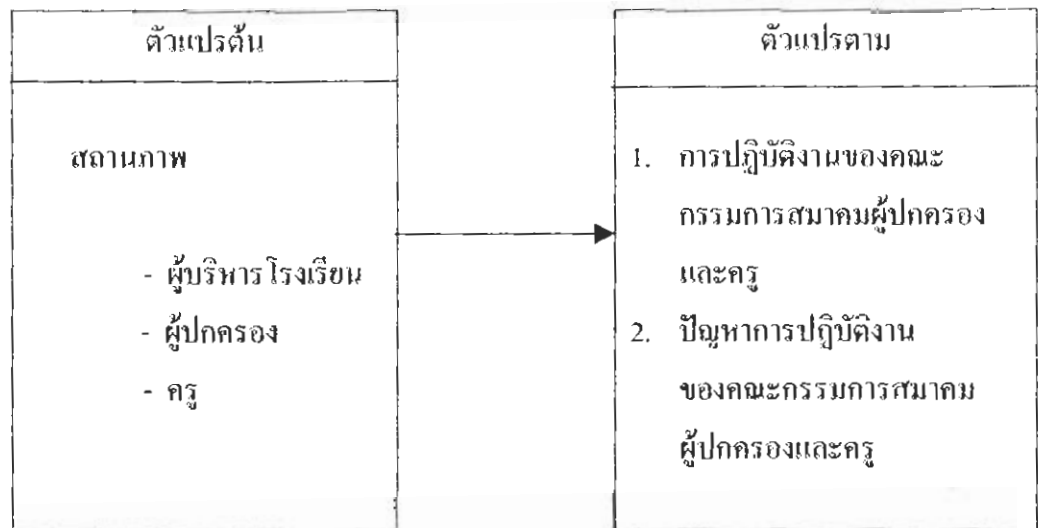 ตัวแปรต้น
สถานภาพ
- ผู้บริหารโรงเรียน
- ผู้ปกครอง
- ครู
ตัวแปรตาม
1. การปฏิบัติงานของคณะ
กรรมการสมาคมผู้ปกครอง
และครู
2. ปัญหาการปฏิบัติงาน
ของคณะกรรมการสมาคม
ผู้ปกครองและครู